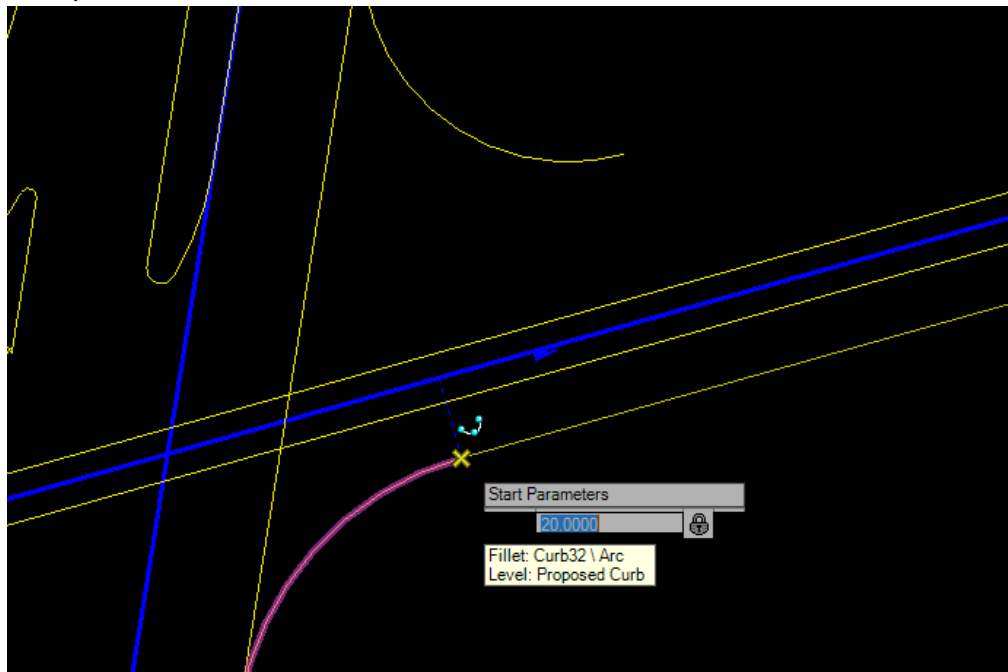 Start Parameters
20.0000
Fillet: Curb32 \ Arc
Level: Proposed Curb